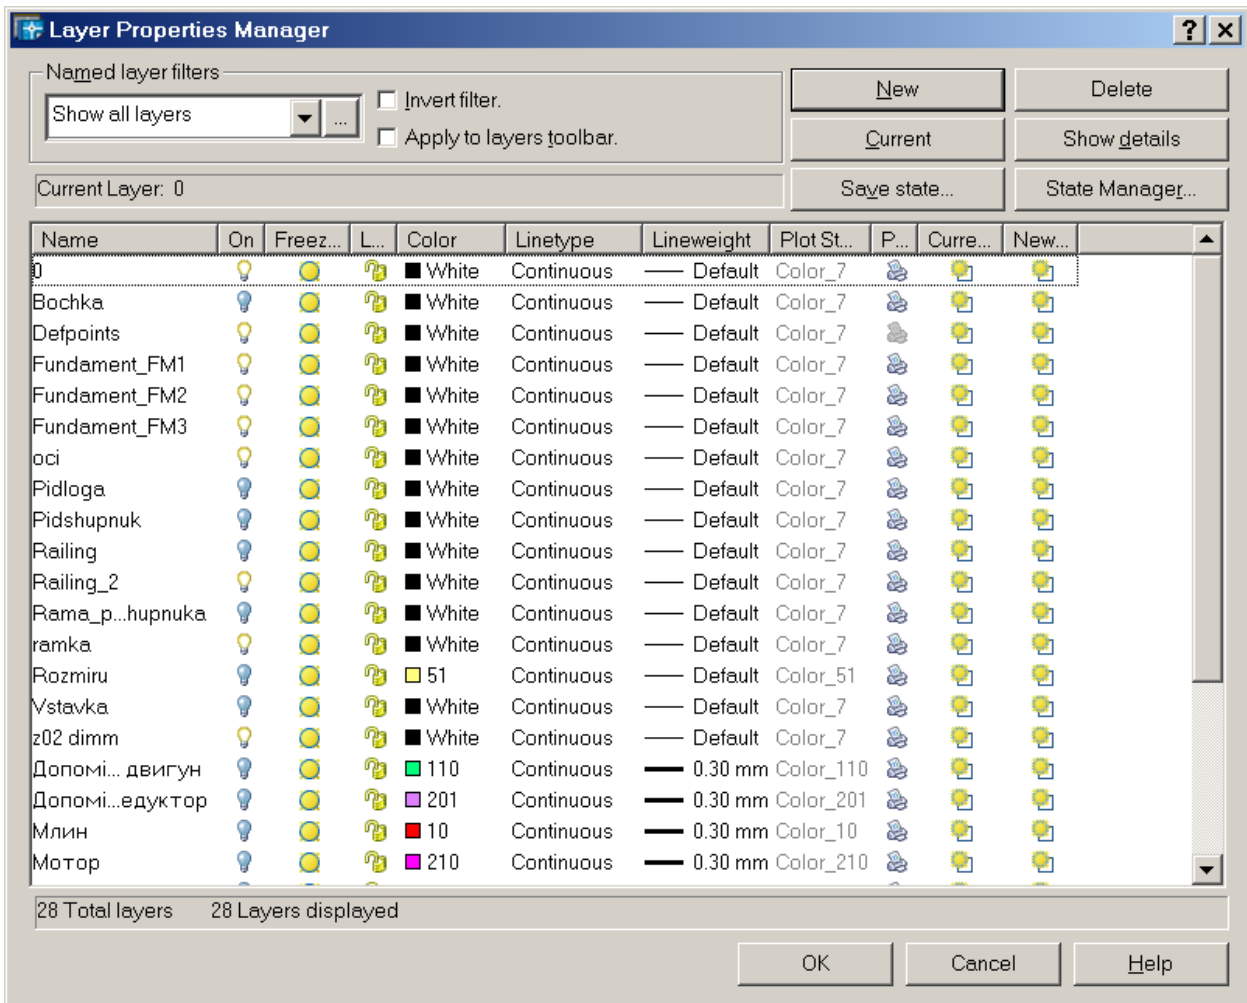 Layer Properties Manager
Named layer filters
Show all layers
...
Invert filter.
Apply to layers toolbar.
New
Delete
Current
Show details
Current Layer: 0
Save state...
State Manager...
Name On Freez... L... Color Linetype Lineweight Plot St... P... Curre... New...
0 White Continuous Default Color_7
Bochka White Continuous Default Color_7
Defpoints White Continuous Default Color_7
Fundament_FM1 White Continuous Default Color_7
Fundament_FM2 White Continuous Default Color_7
Fundament_FM3 White Continuous Default Color_7
oci White Continuous Default Color_7
Pidloga White Continuous Default Color_7
Pidshupnuk White Continuous Default Color_7
Railing White Continuous Default Color_7
Railing_2 White Continuous Default Color_7
Rama_p...hupnuka White Continuous Default Color_7
ramka White Continuous Default Color_7
Rozmiru 51 Continuous Default Color_51
Vstavka White Continuous Default Color_7
z02 dimm White Continuous Default Color_7
Допомі... двигун 110 Continuous 0.30 mm Color_110
Допомі...едуктор 201 Continuous 0.30 mm Color_201
Млин 10 Continuous 0.30 mm Color_10
Мотор 210 Continuous 0.30 mm Color_210
28 Total layers 28 Layers displayed
OK
Cancel
Help